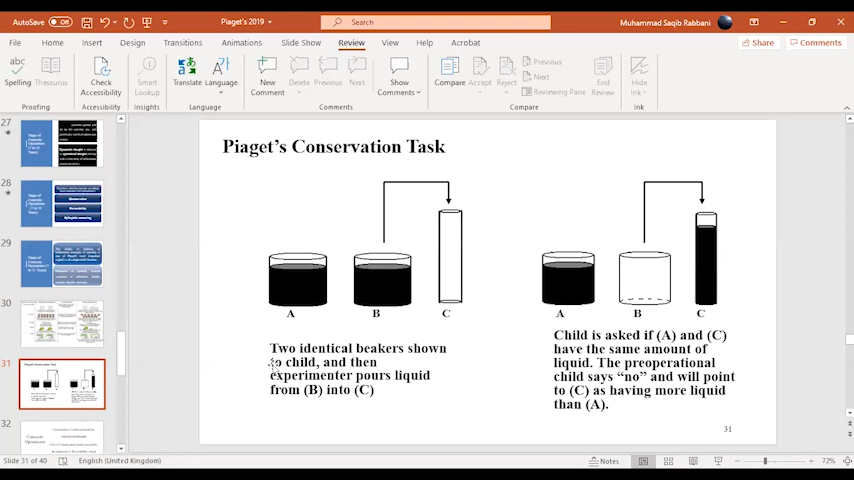 AutoSave Off
Piaget's 2019
Search
Muhammad Saqib Rabbani
File Home Insert Draw Design Transitions Animations Slide Show Review View Help Acrobat
Share Comments
Spelling Thesaurus
Check Accessibility
Smart Lookup
Translate Language
New Comment
Delete Previous Next
Show Comments
Compare Accept Reject
Previous
Next
Reviewing Pane
End Review
Hide Ink
Proofing Accessibility Insights Language Comments Compare Ink
27
28
29
30
31
32
Piaget's Conservation Task
A B C
A B C
Two identical beakers shown
to child, and then
experimenter pours liquid
from (B) into (C)
Child is asked if (A) and (C)
have the same amount of
liquid. The preoperational
child says “no” and will point
to (C) as having more liquid
than (A).
31
Slide 31 of 40
English (United Kingdom)
Notes
72%